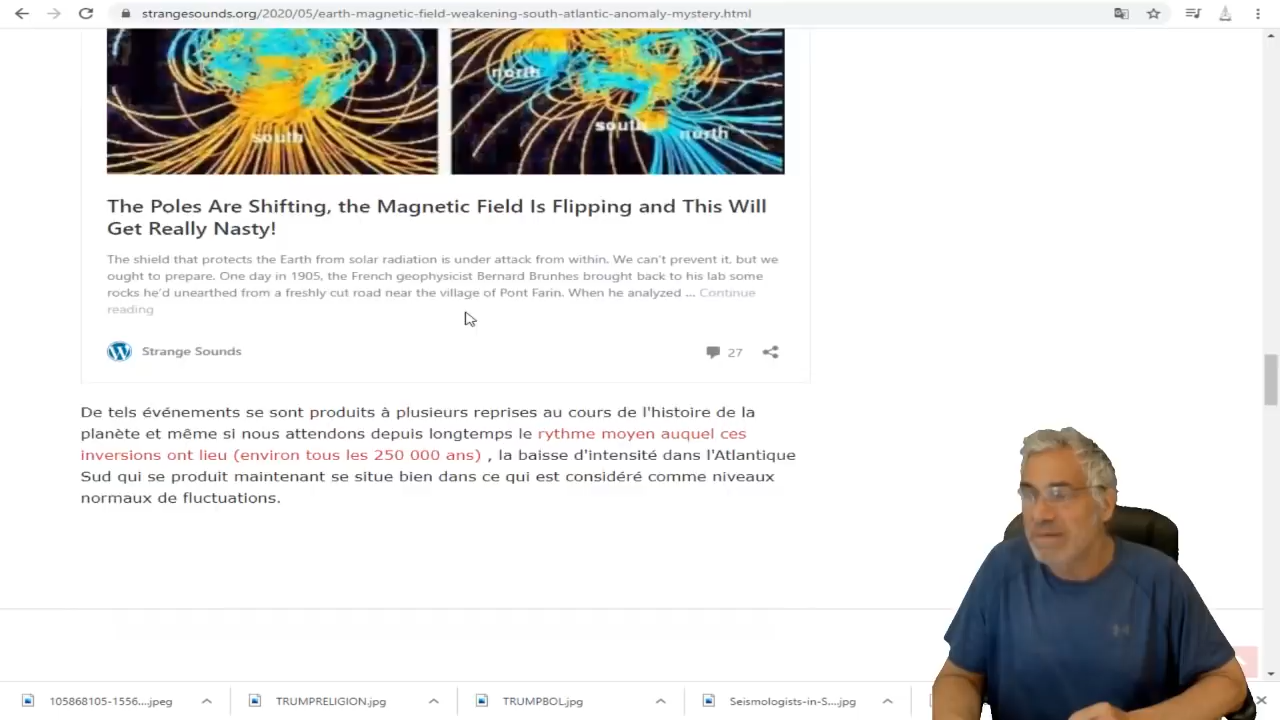 strangesounds.org/2020/05/earth-magnetic-field-weakening-south-atlantic-anomaly-mystery.html
north
south
south
north
The Poles Are Shifting, the Magnetic Field Is Flipping and This Will
Get Really Nasty!
The shield that protects the Earth from solar radiation is under attack from within. We can't prevent it, but we
ought to prepare. One day in 1905, the French geophysicist Bernard Brunhes brought back to his lab some
rocks he'd unearthed from a freshly cut road near the village of Pont Farin. When he analyzed ... Continue
reading
Strange Sounds
27
De tels événements se sont produits à plusieurs reprises au cours de l'histoire de la
planète et même si nous attendons depuis longtemps le rythme moyen auquel ces
inversions ont lieu (environ tous les 250 000 ans) , la baisse d'intensité dans l'Atlantique
Sud qui se produit maintenant se situe bien dans ce qui est considéré comme niveaux
normaux de fluctuations.
105868105-1556....jpeg
TRUMPRELIGION.jpg
TRUMPBOL.jpg
Seismologists-in-S....jpg